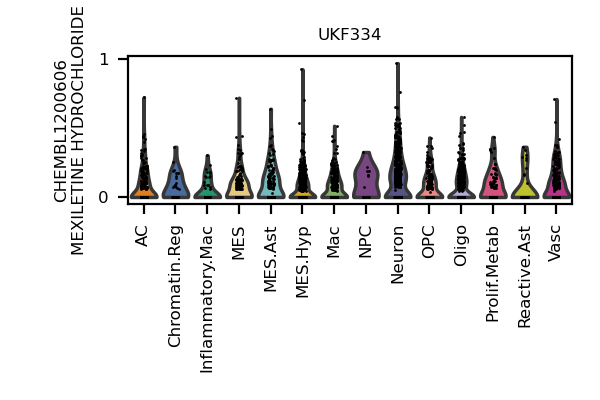 UKF334
CHEMBL1200606
MEXILETINE HYDROCHLORIDE
1
0
AC
Chromatin.Reg
Inflammatory.Mac
MES
MES.Ast
MES.Hyp
Mac
NPC
Neuron
OPC
Oligo
Prolif.Metab
Reactive.Ast
Vasc